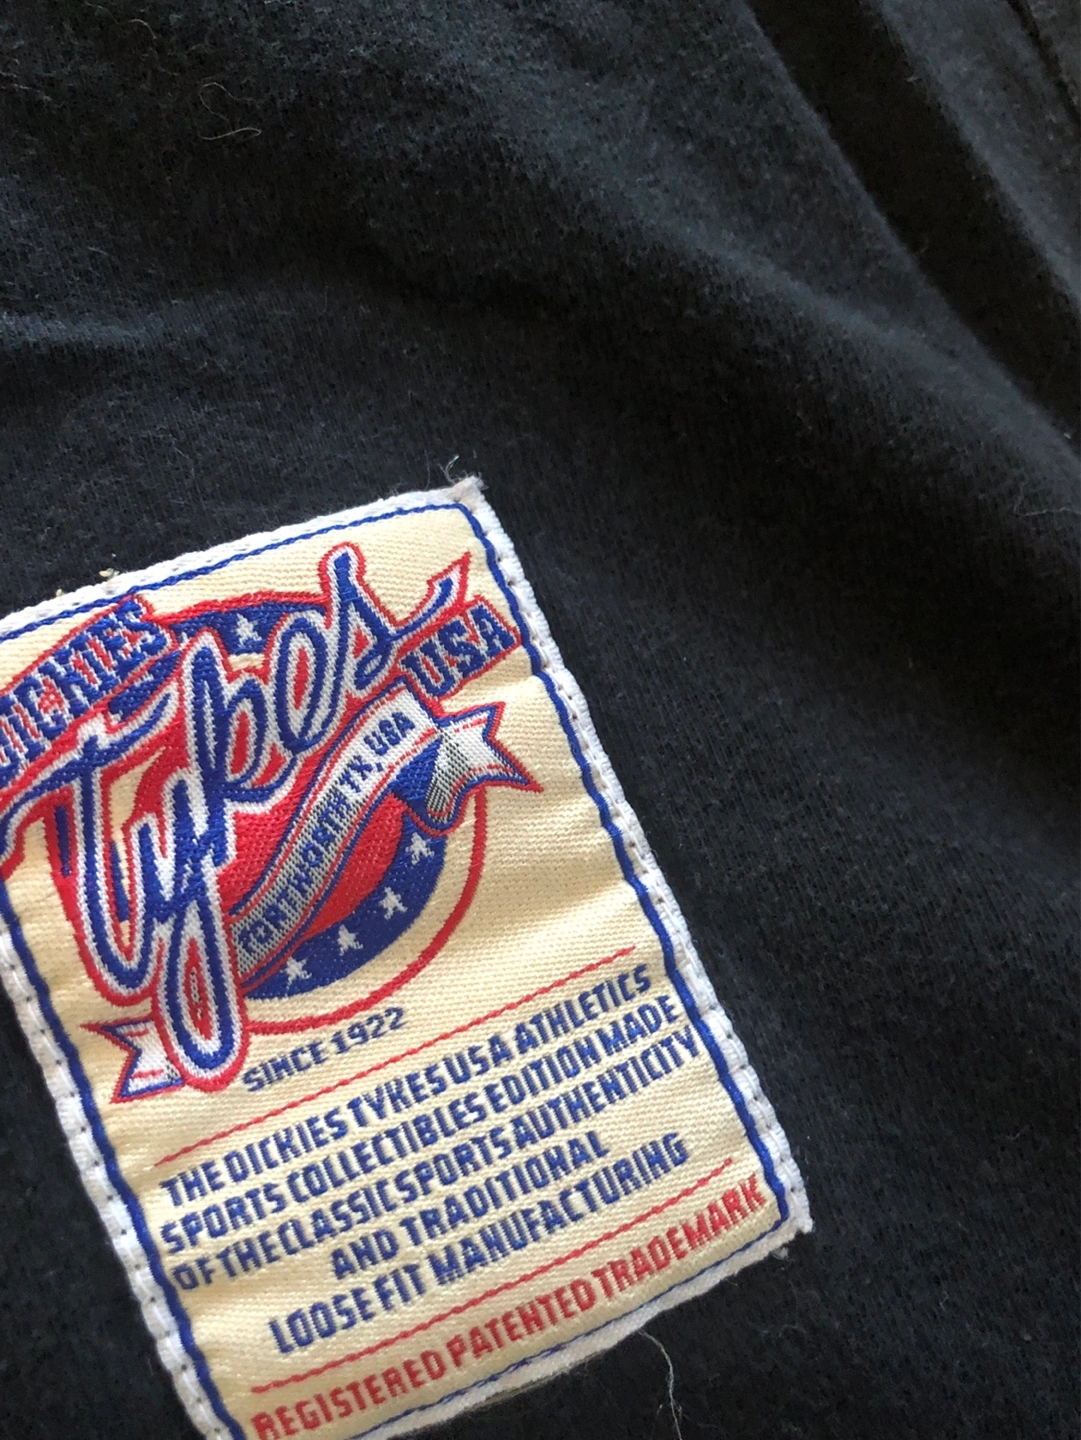 DICKIES
Tykes
USA
FORT WORTH TX, USA
SINCE 1922
THE DICKIES TYKES USA ATHLETICS
SPORTS COLLECTIBLES EDITION MADE
OF THE CLASSIC SPORTS AUTHENTICITY
AND TRADITIONAL
LOOSE FIT MANUFACTURING
REGISTERED PATENTED TRADEMARK